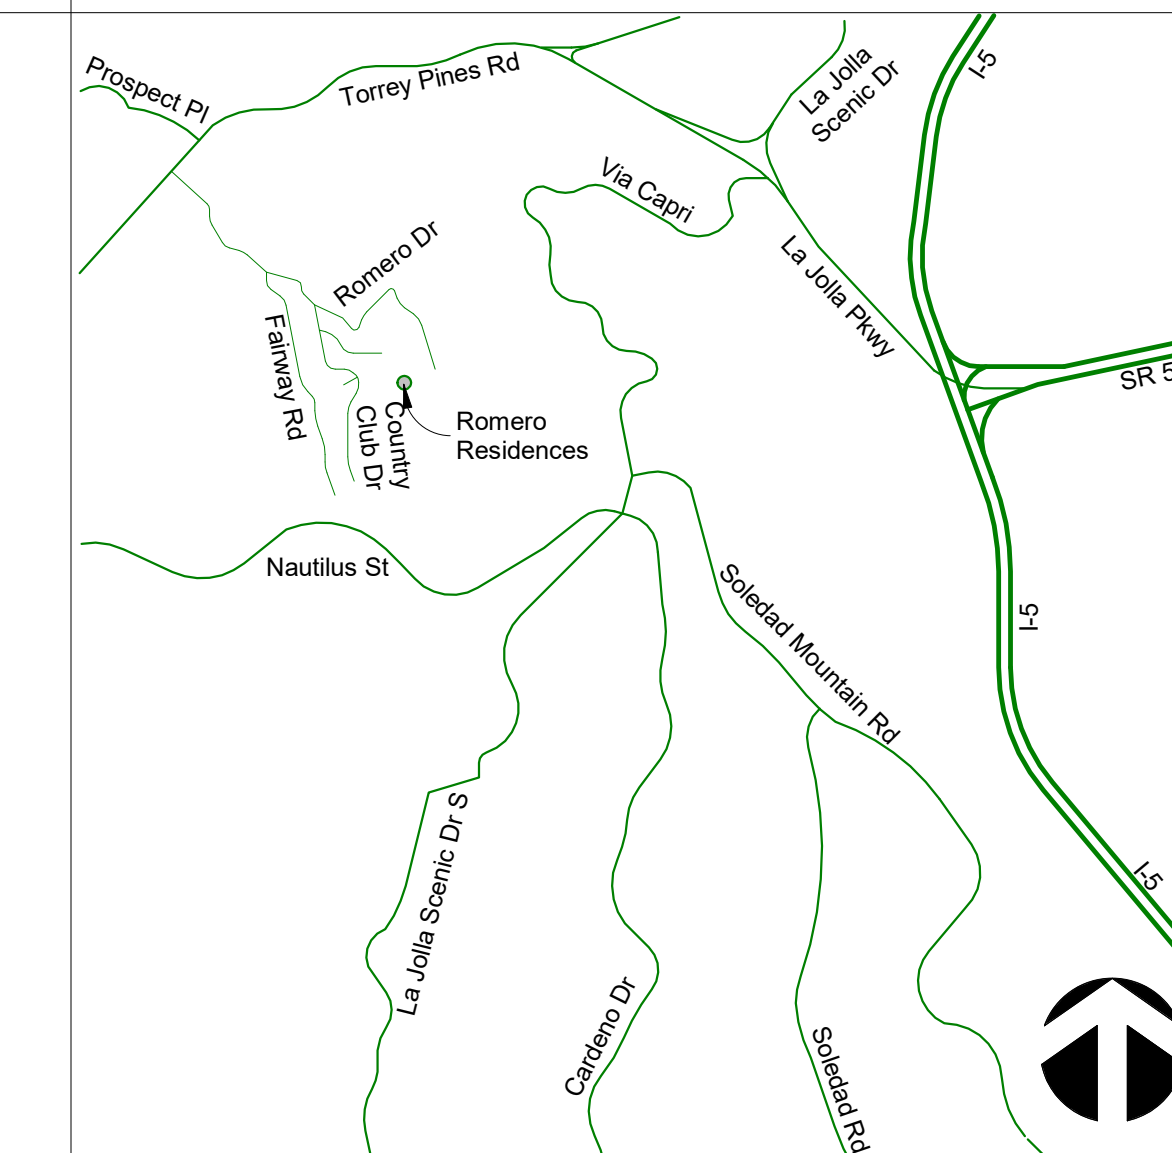 Prospect Pl
Torrey Pines Rd
La Jolla
Scenic Dr
I-5
Via Capri
Romero Dr
La Jolla Pkwy
Fairway Rd
Country
Club Dr
Romero
Residences
SR 5
Nautilus St
Soledad Mountain Rd
I-5
La Jolla Scenic Dr S
I-5
Cardeno Dr
Soledad Rd